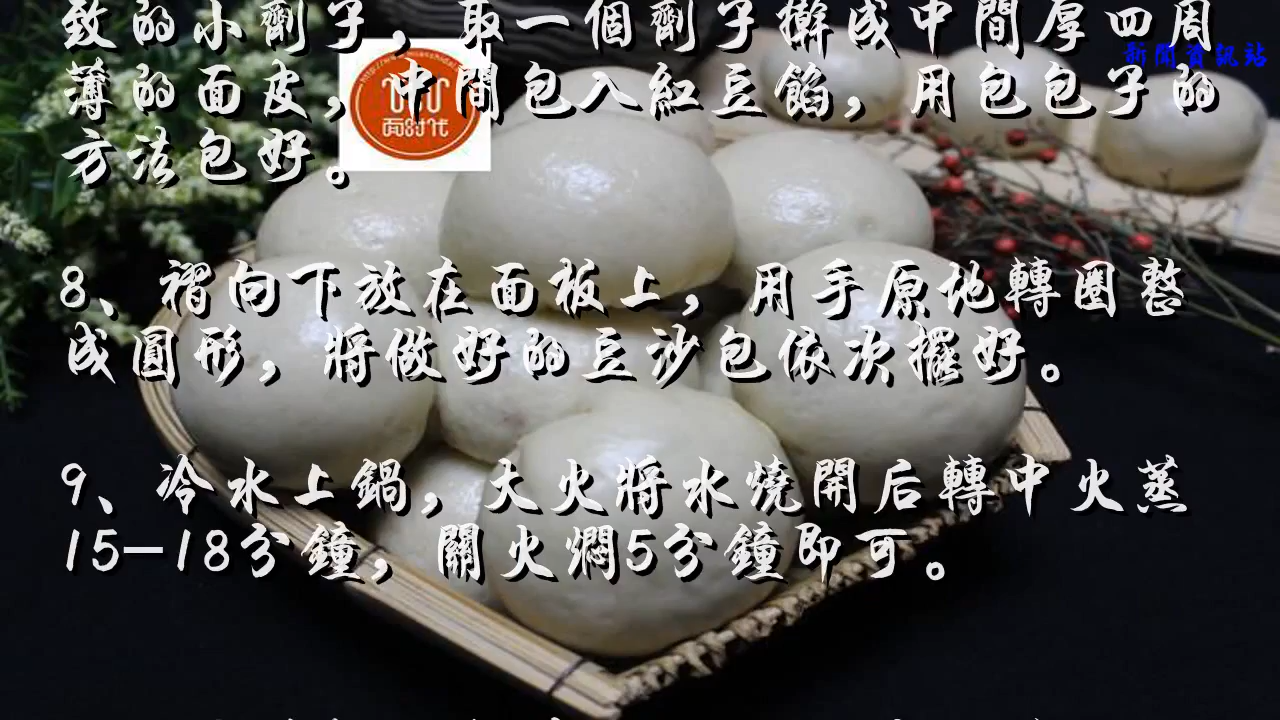 致的小劑子，取一個劑子擀成中間厚四周
薄的面皮，中間包入紅豆餡，用包包子的
方法包好。
新聞資訊站
面时代
8、褶向下放在面板上，用手原地轉圈整
成圓形，將做好的豆沙包依次擺好。
9、冷水上鍋，大火將水燒開后轉中火蒸
15—18分鐘，關火燜5分鐘即可。